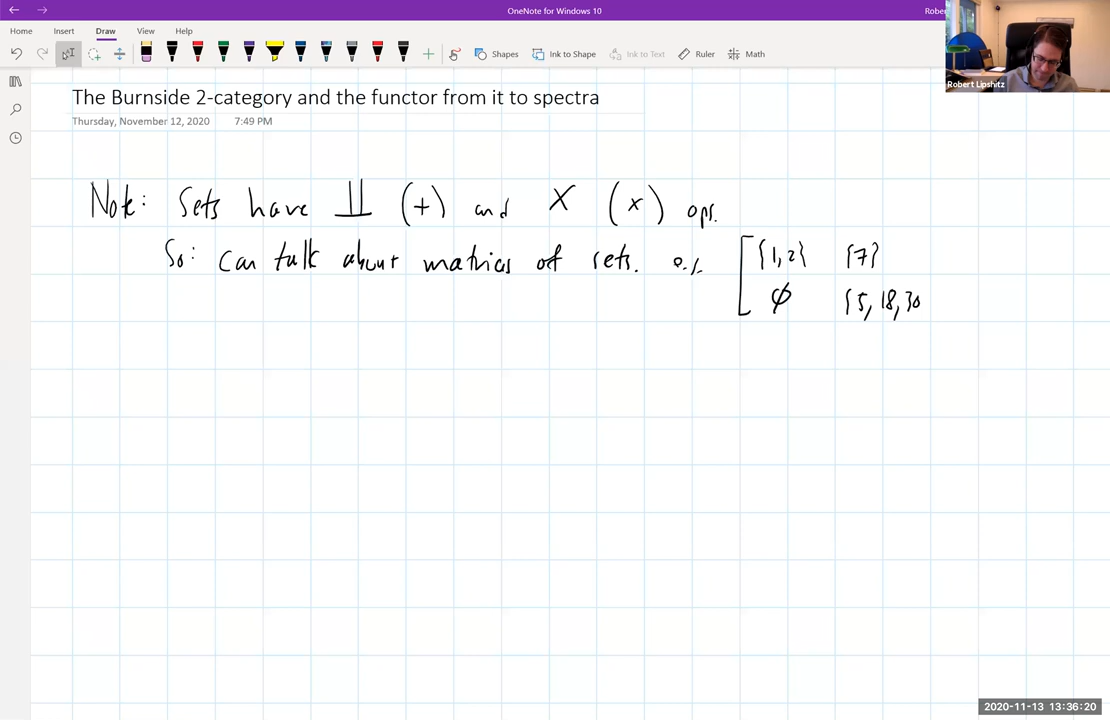 OneNote for Windows 10
Rober
Home Insert Draw View Help
Shapes Ink to Shape Ink to Text Ruler Math
Robert Lipshitz
The Burnside 2-category and the functor from it to spectra
Thursday, November 12, 2020 7:49 PM
Note: Sets have ⨿ (+) and X (x) ops.
So: can talk about matrices of sets. e.g. [ {1,2} {7}
∅ {5, 18, 30
2020-11-13 13:36:20